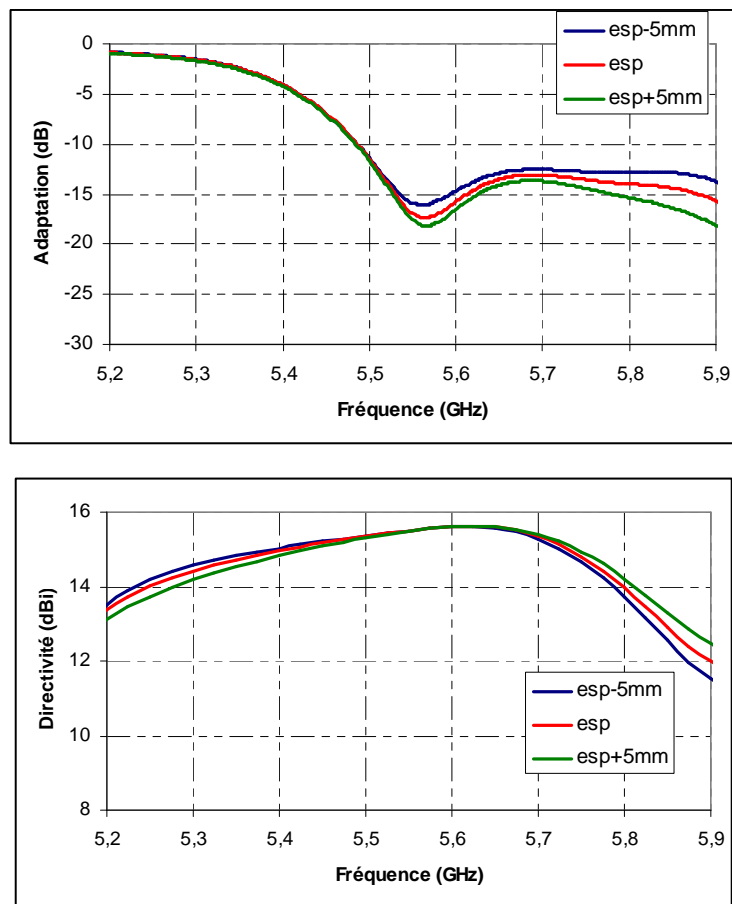 esp-5mm
esp
esp+5mm
0
-5
-10
-15
-20
-25
-30
Adaptation (dB)
5,2 5,3 5,4 5,5 5,6 5,7 5,8 5,9
Fréquence (GHz)
16
14
12
10
8
Directivité (dBi)
esp-5mm
esp
esp+5mm
5,2 5,3 5,4 5,5 5,6 5,7 5,8 5,9
Fréquence (GHz)